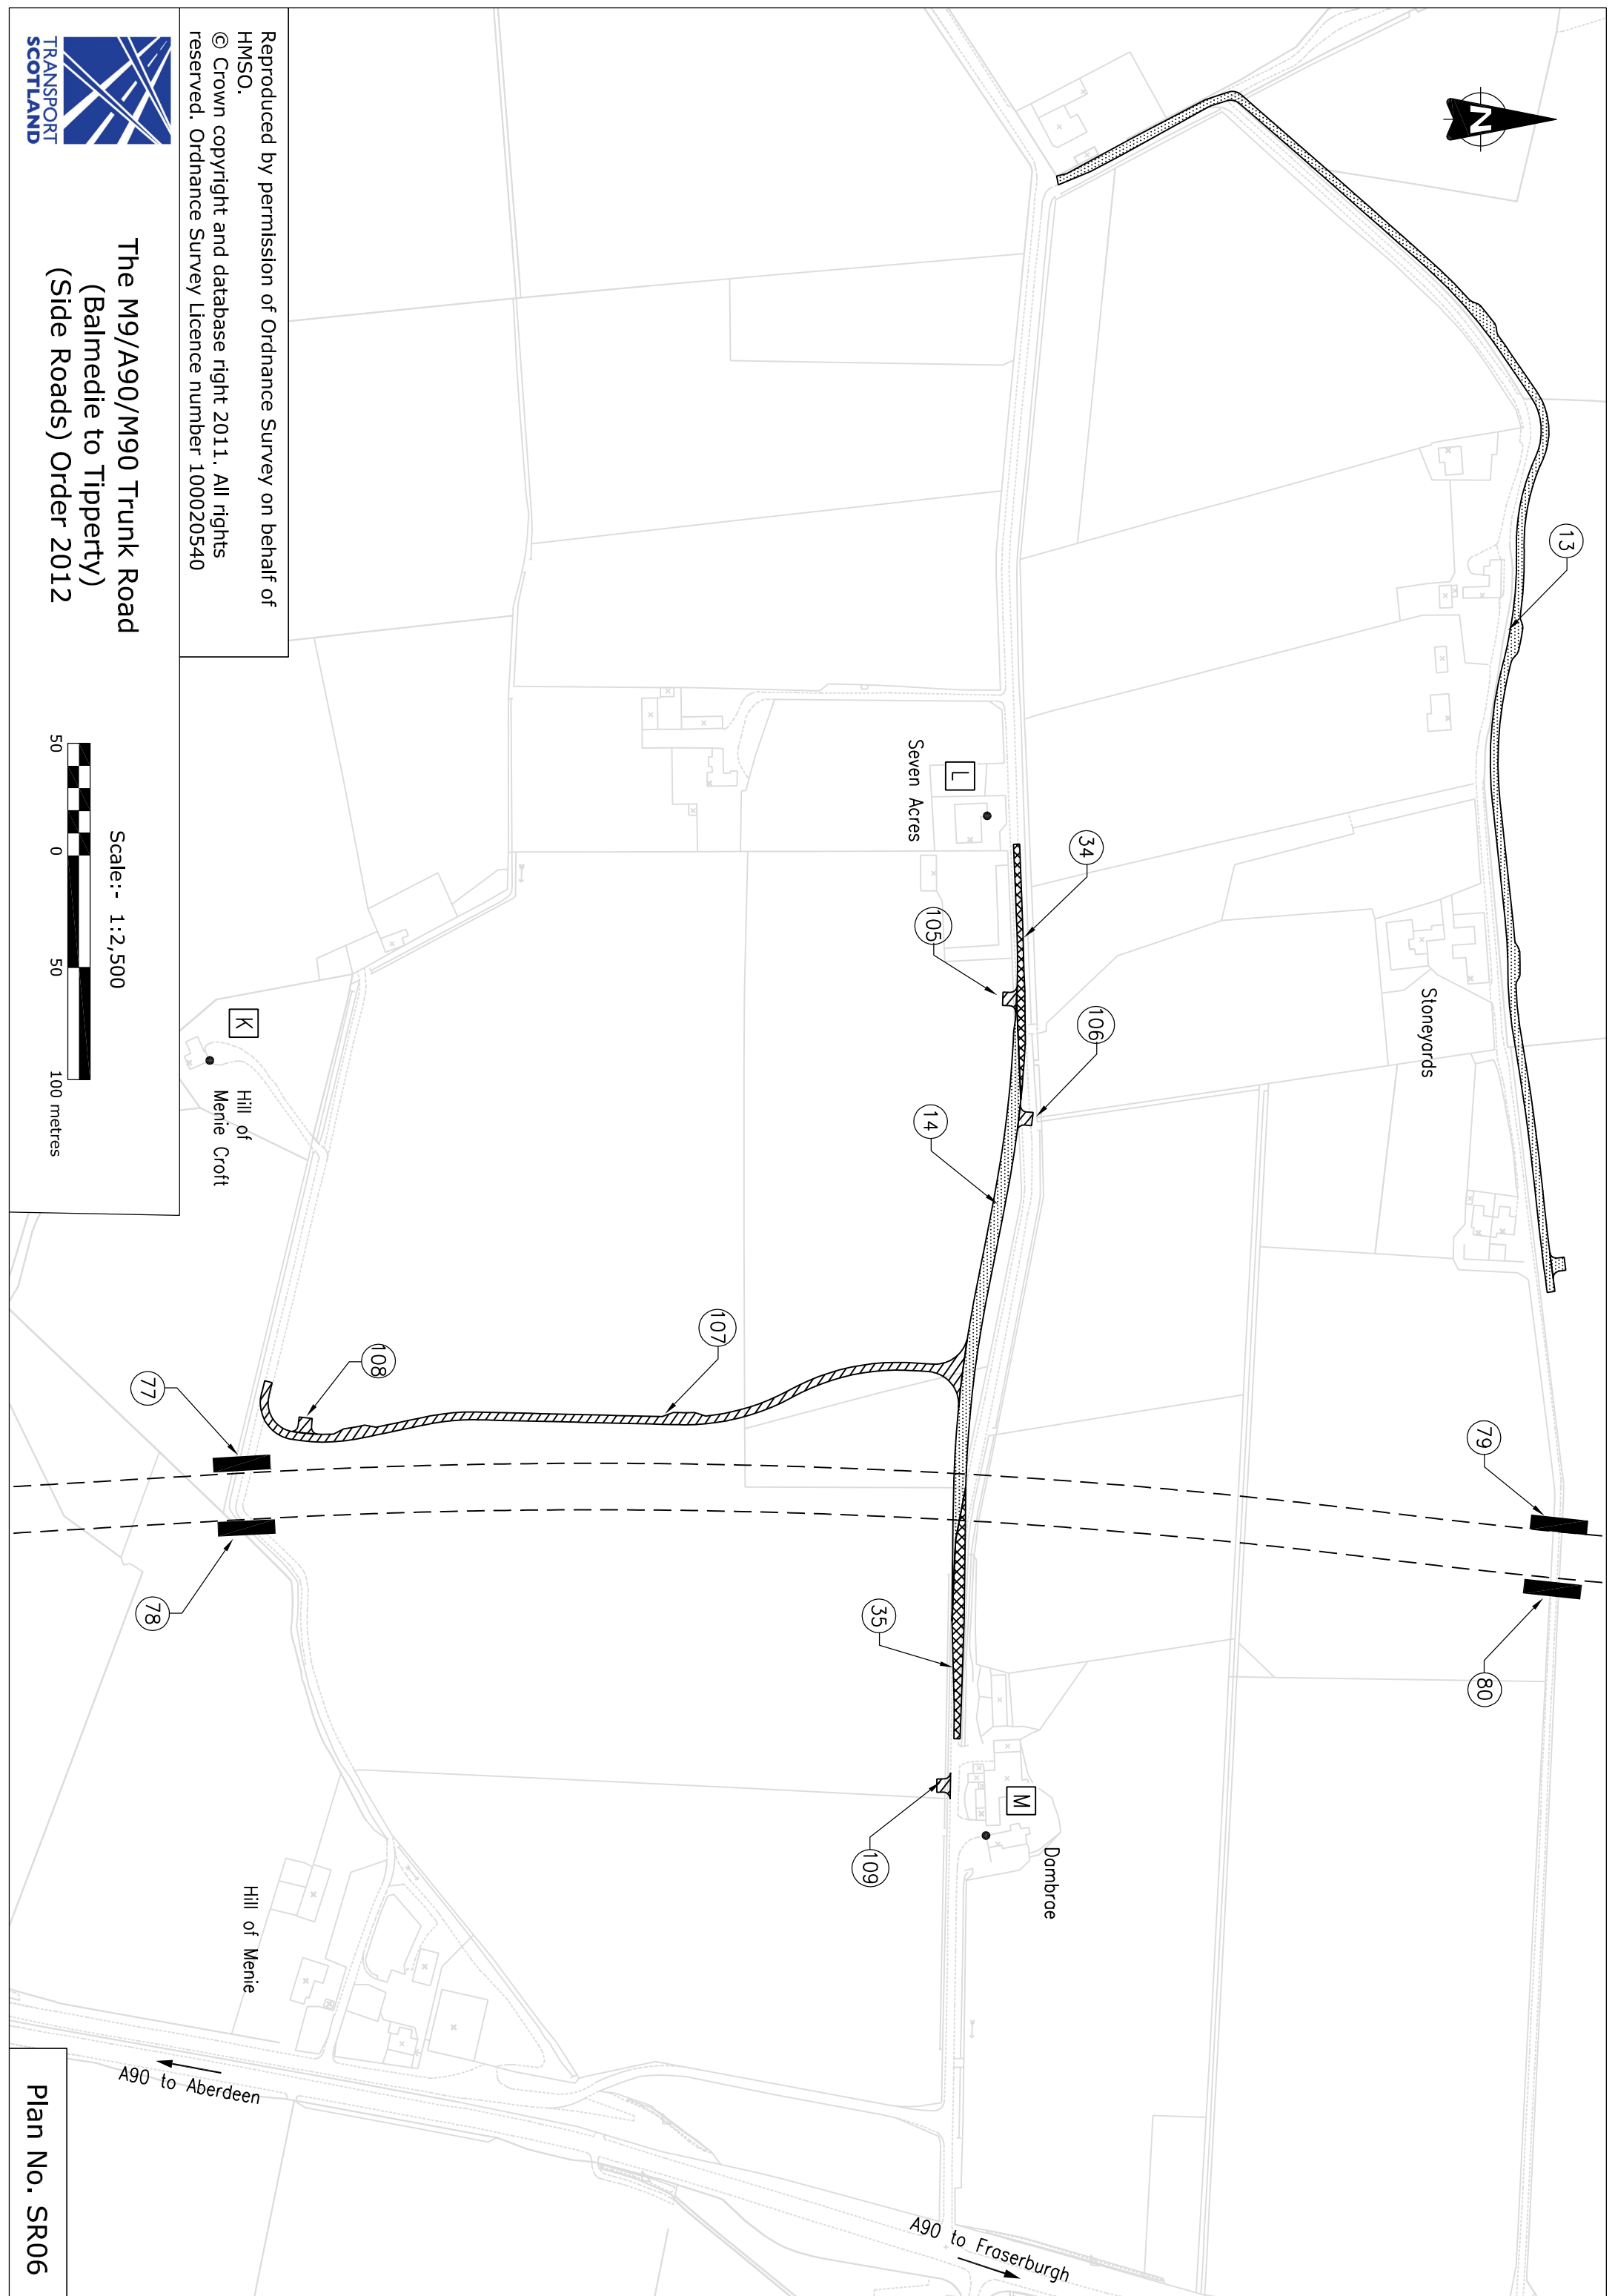 N
13
79
80
Stoneyards
34
106
L
Seven Acres
105
14
107
108
77
78
35
109
M
Dambrae
K
Hill of
Menie Croft
Hill of Menie
A90 to Aberdeen
A90 to Fraserburgh
Reproduced by permission of Ordnance Survey on behalf of
HMSO.
© Crown copyright and database right 2011. All rights
reserved. Ordnance Survey Licence number 100020540
TRANSPORT
SCOTLAND
The M9/A90/M90 Trunk Road
(Balmedie to Tipperty)
(Side Roads) Order 2012
Scale:- 1:2,500
50 0 50 100 metres
Plan No. SR06